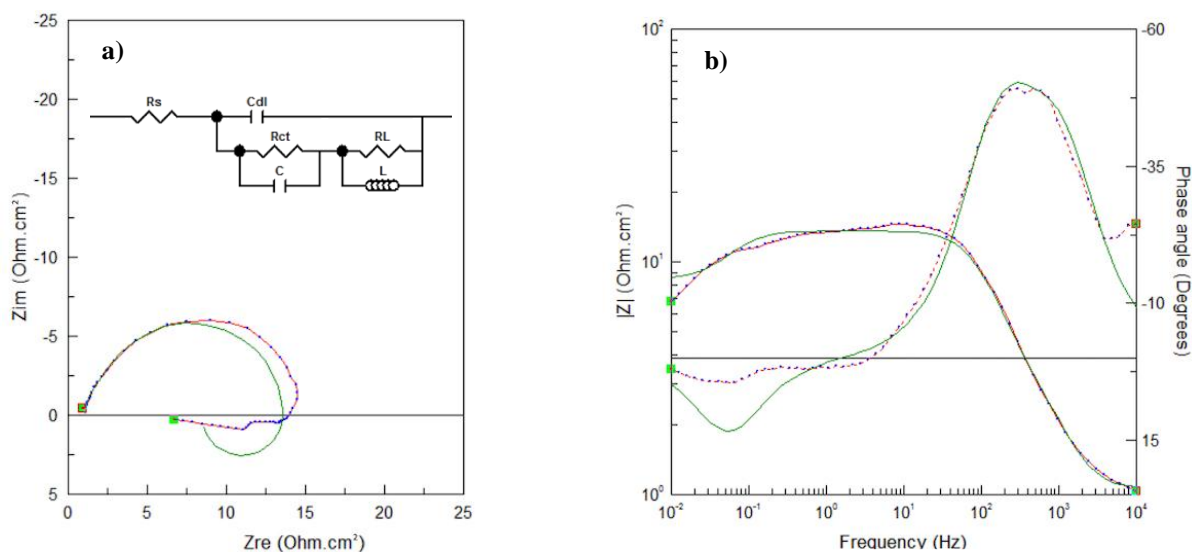 a)
-25
-20
-15
-10
-5
0
5
Zim (Ohm.cm²)
Rs
Cdl
Rct
RL
C
L
0 5 10 15 20 25
Zre (Ohm.cm²)
b)
10²
10¹
10⁰
|Z| (Ohm.cm²)
-60
-35
-10
15
Phase angle (Degrees)
10⁻² 10⁻¹ 10⁰ 10¹ 10² 10³ 10⁴
Frequency (Hz)